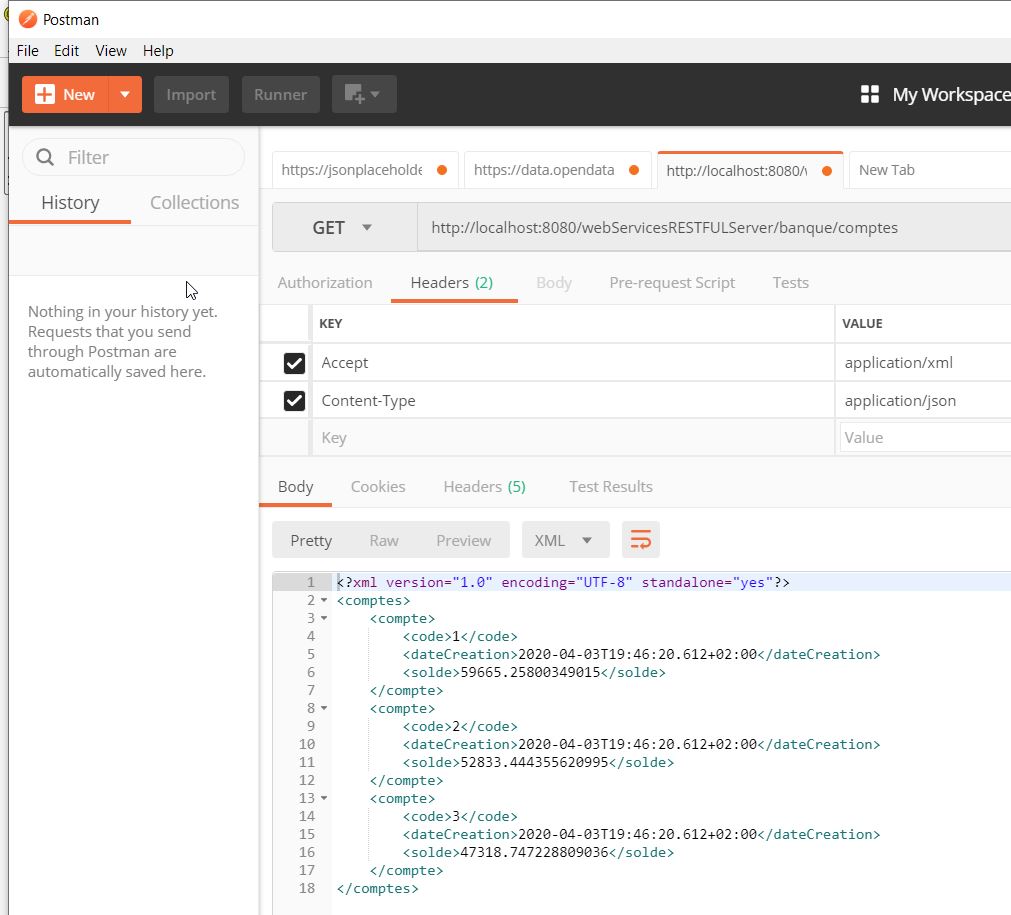 Postman
File Edit View Help
New Import Runner My Workspace
Filter
History Collections
Nothing in your history yet.
Requests that you send
through Postman are
automatically saved here.
https://jsonplaceholde https://data.opendata http://localhost:8080/w New Tab
GET http://localhost:8080/webServicesRESTFULServer/banque/comptes
Authorization Headers (2) Body Pre-request Script Tests
KEY VALUE
Accept application/xml
Content-Type application/json
Key Value
Body Cookies Headers (5) Test Results
Pretty Raw Preview XML
1 <?xml version="1.0" encoding="UTF-8" standalone="yes"?>
2 <comptes>
3 <compte>
4 <code>1</code>
5 <dateCreation>2020-04-03T19:46:20.612+02:00</dateCreation>
6 <solde>59665.25800349015</solde>
7 </compte>
8 <compte>
9 <code>2</code>
10 <dateCreation>2020-04-03T19:46:20.612+02:00</dateCreation>
11 <solde>52833.444355620995</solde>
12 </compte>
13 <compte>
14 <code>3</code>
15 <dateCreation>2020-04-03T19:46:20.612+02:00</dateCreation>
16 <solde>47318.747228809036</solde>
17 </compte>
18 </comptes>